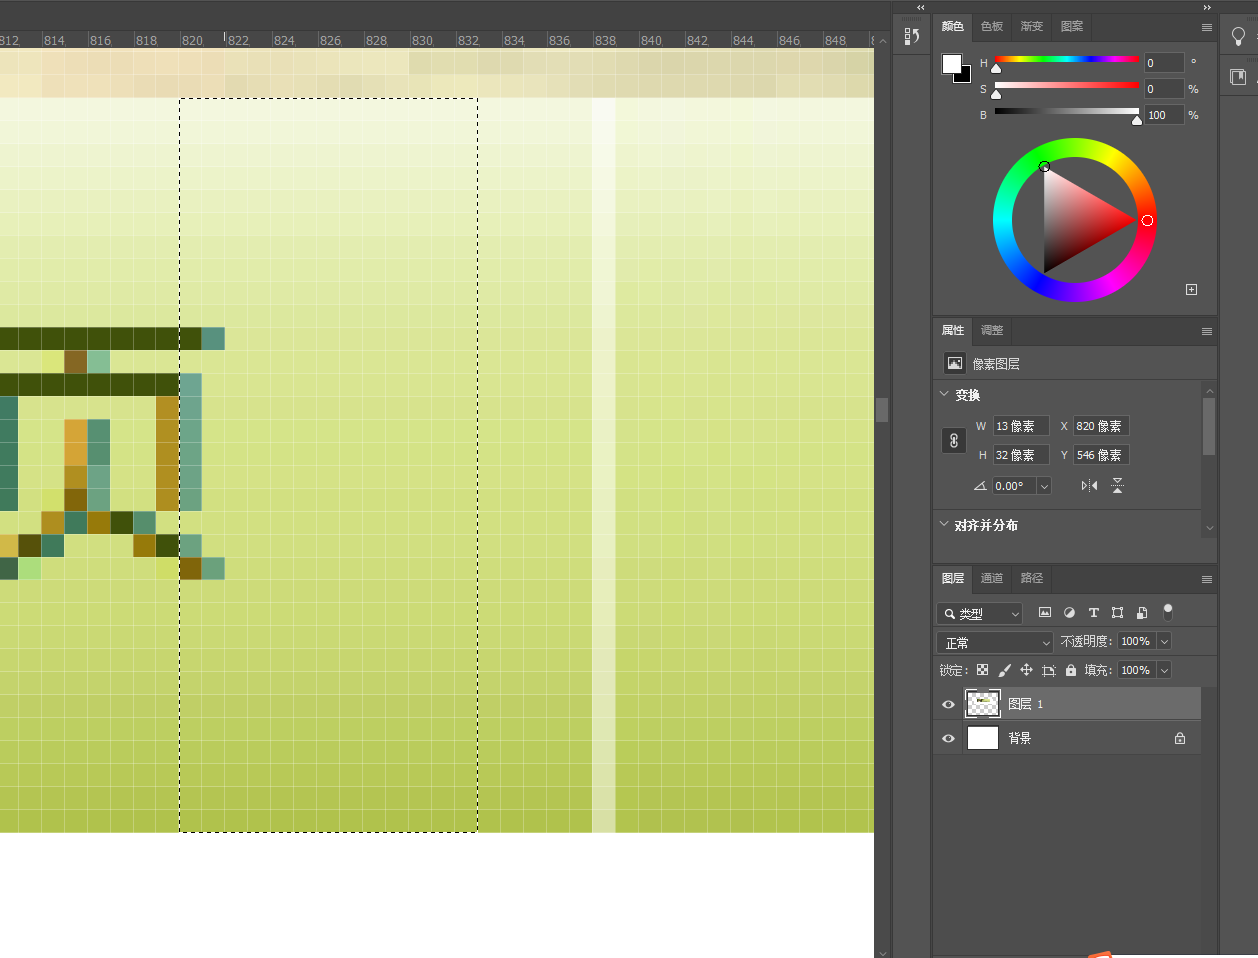 812 814 816 818 820 822 824 826 828 830 832 834 836 838 840 842 844 846 848
颜色 色板 渐变 图案
H 0 °
S 0 %
B 100 %
属性 调整
像素图层
变换
W 13 像素 X 820 像素
H 32 像素 Y 546 像素
0.00°
对齐并分布
图层 通道 路径
类型
正常 不透明度: 100%
锁定: 填充: 100%
图层 1
背景